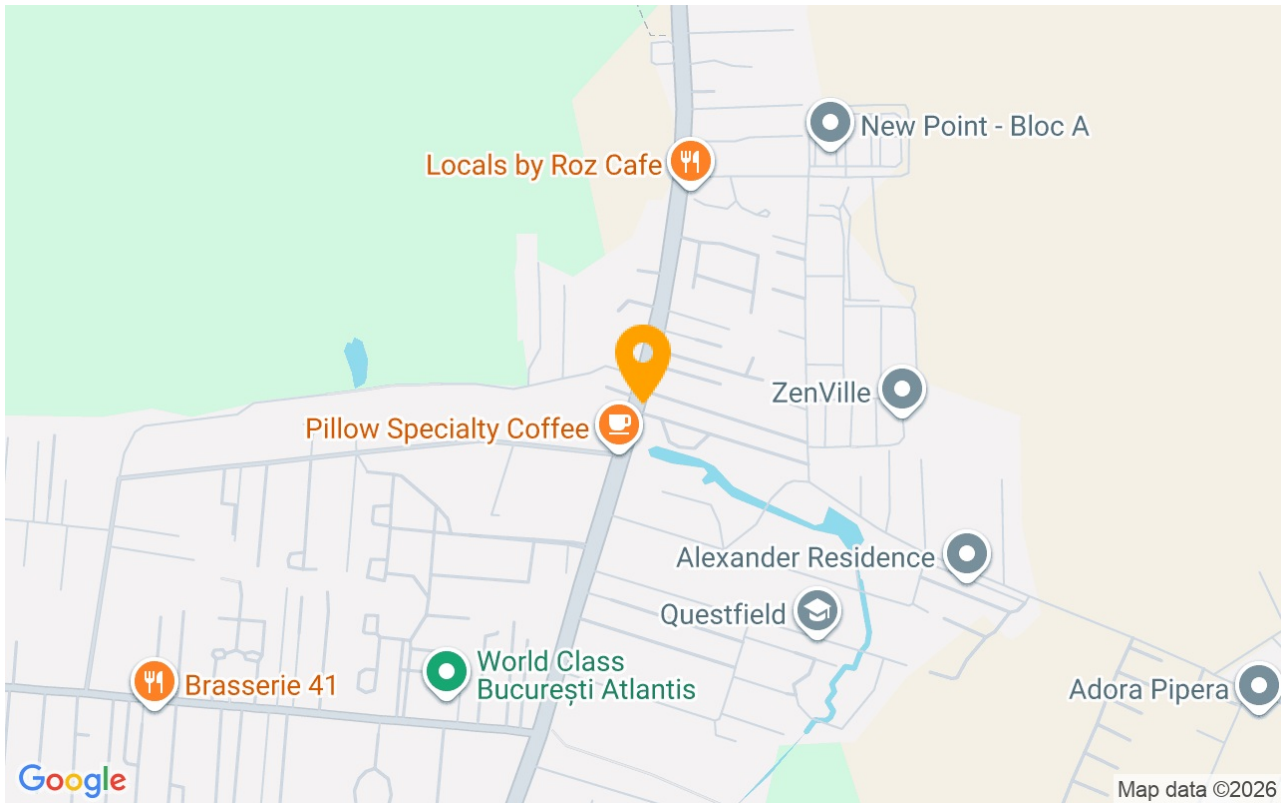 New Point - Bloc A
Locals by Roz Cafe
ZenVille
Pillow Specialty Coffee
Alexander Residence
Questfield
World Class
București Atlantis
Brasserie 41
Adora Pipera
Google
Map data ©2026